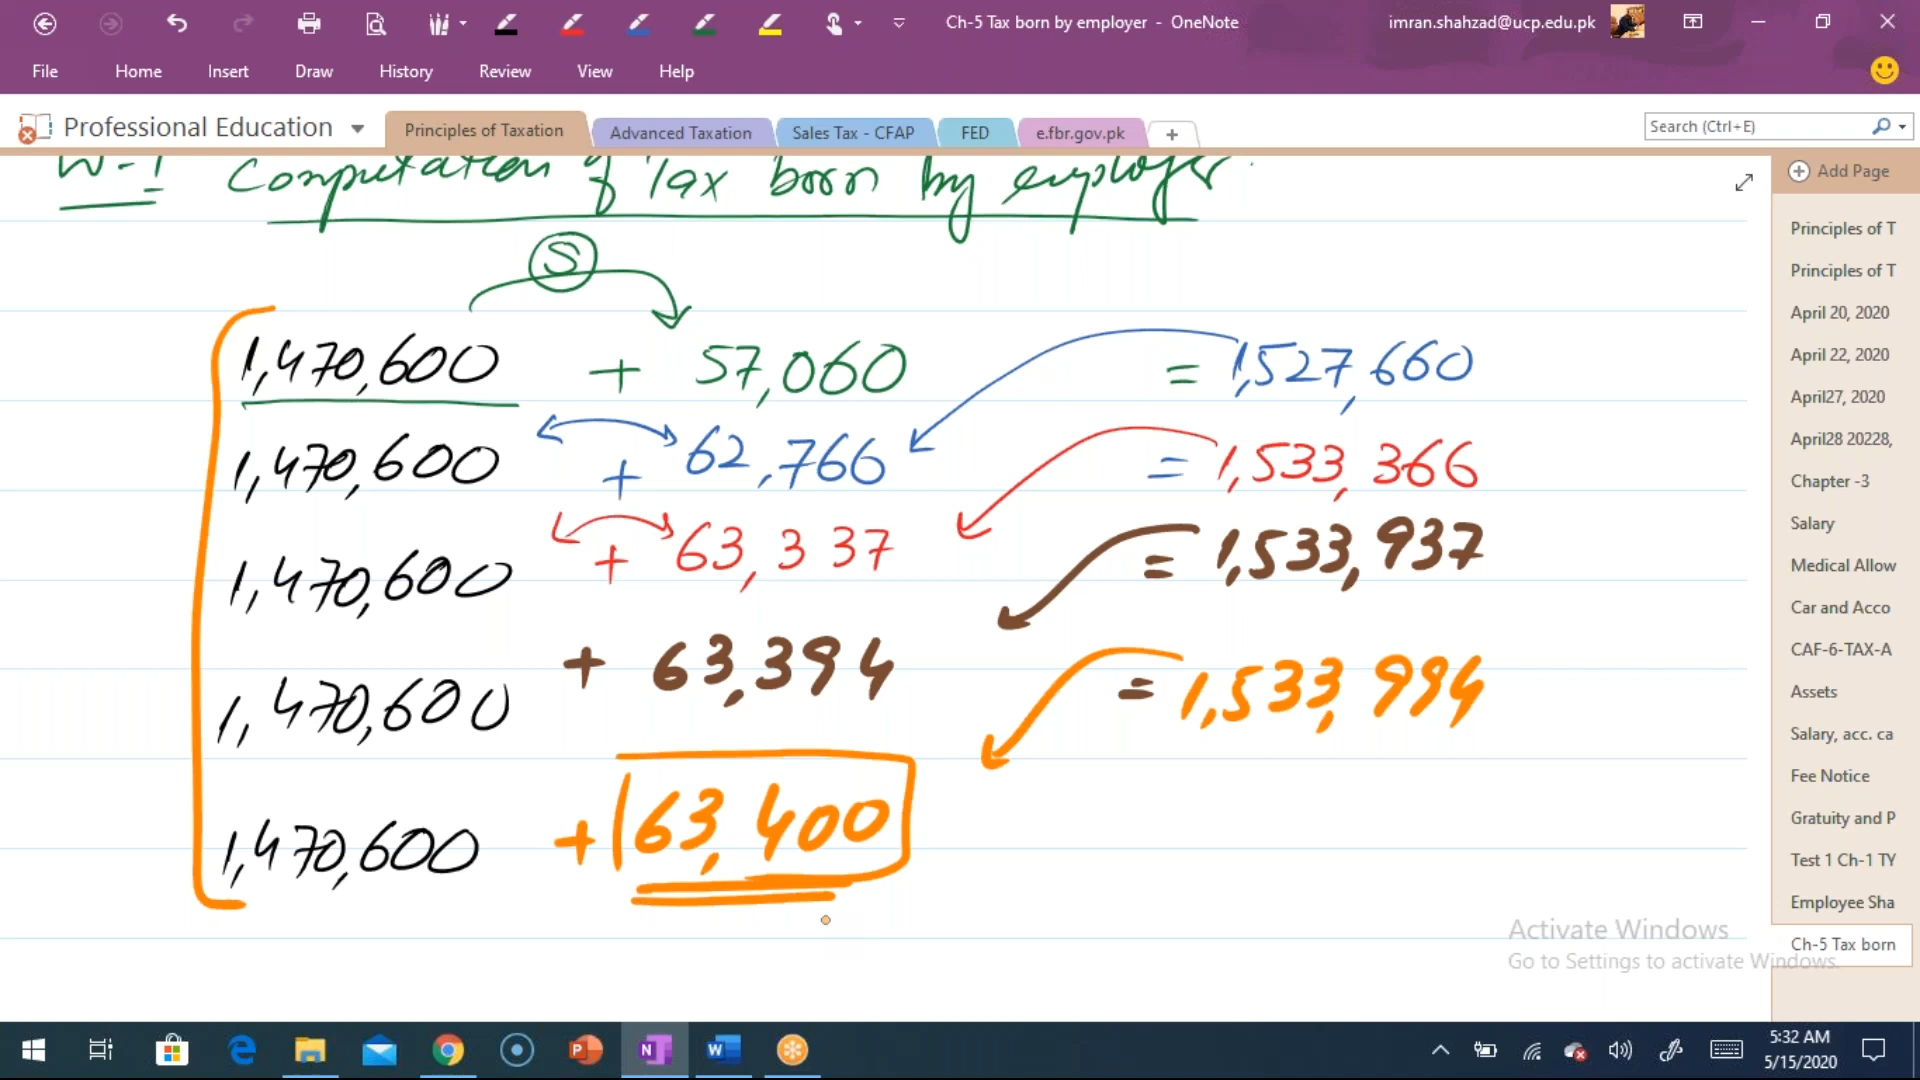 Ch-5 Tax born by employer - OneNote
imran.shahzad@ucp.edu.pk
File Home Insert Draw History Review View Help
Professional Education
Principles of Taxation
Advanced Taxation
Sales Tax - CFAP
FED
e.fbr.gov.pk
+
Search (Ctrl+E)
W-1 Computation of Tax born by employer.
S
1,470,600 + 57,060 = 1,527,660
1,470,600 + 62,766 = 1,533,366
1,470,600 + 63,337 = 1,533,937
1,470,600 + 63,394 = 1,533,994
1,470,600 + 63,400
Add Page
Principles of T
Principles of T
April 20, 2020
April 22, 2020
April27, 2020
April28 20228,
Chapter -3
Salary
Medical Allow
Car and Acco
CAF-6-TAX-A
Assets
Salary, acc. ca
Fee Notice
Gratuity and P
Test 1 Ch-1 TY
Employee Sha
Ch-5 Tax born
Activate Windows
Go to Settings to activate Windows.
5:32 AM
5/15/2020